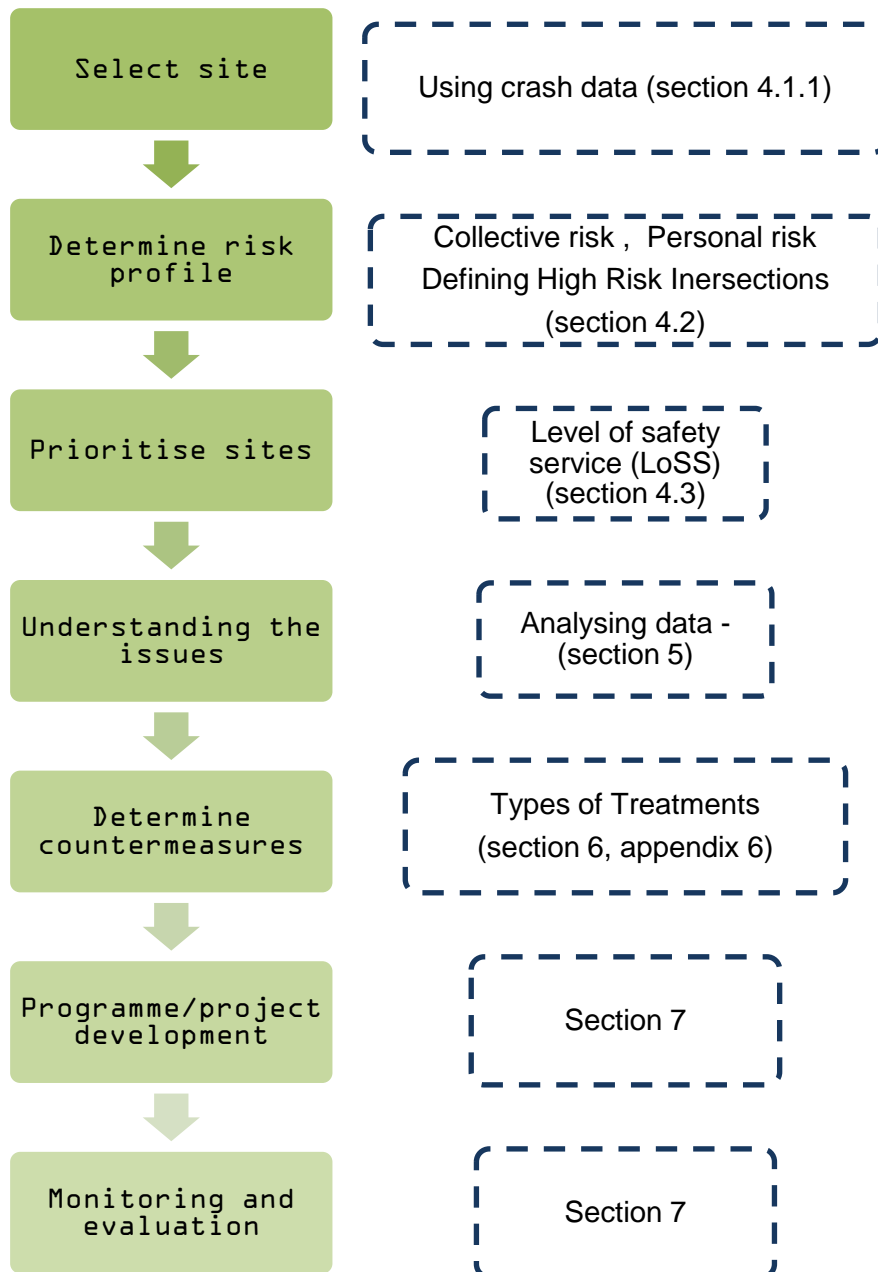 Select site
Using crash data (section 4.1.1)
Determine risk
profile
Collective risk , Personal risk
Defining High Risk Inersections
(section 4.2)
Prioritise sites
Level of safety
service (LoSS)
(section 4.3)
Understanding the
issues
Analysing data -
(section 5)
Determine
countermeasures
Types of Treatments
(section 6, appendix 6)
Programme/project
development
Section 7
Monitoring and
evaluation
Section 7